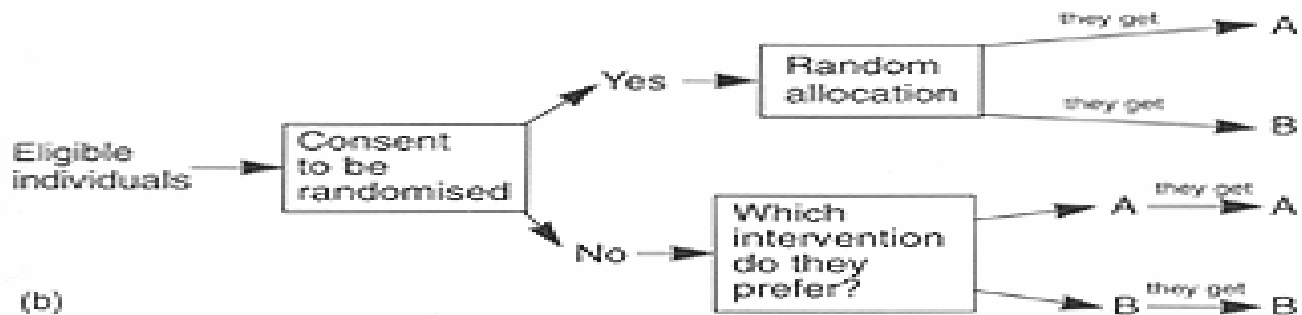 Eligible
individuals
Consent
to be
randomised
Yes
Random
allocation
they get
A
they get
B
No
Which
intervention
do they
prefer?
A
they get
A
B
they get
B
(b)